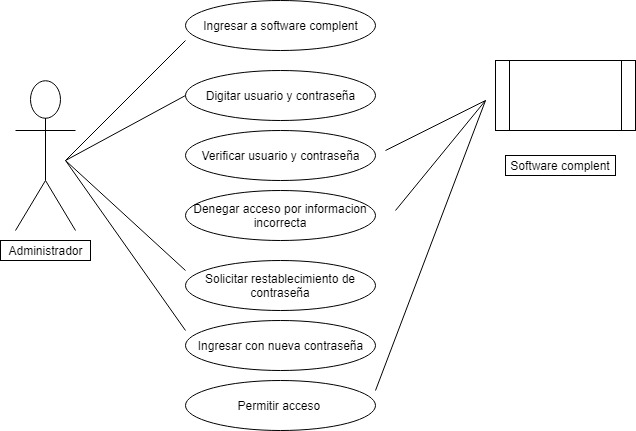 Ingresar a software complent
Digitar usuario y contraseña
Verificar usuario y contraseña
Denegar acceso por informacion
incorrecta
Solicitar restablecimiento de
contraseña
Ingresar con nueva contraseña
Permitir acceso
Administrador
Software complent